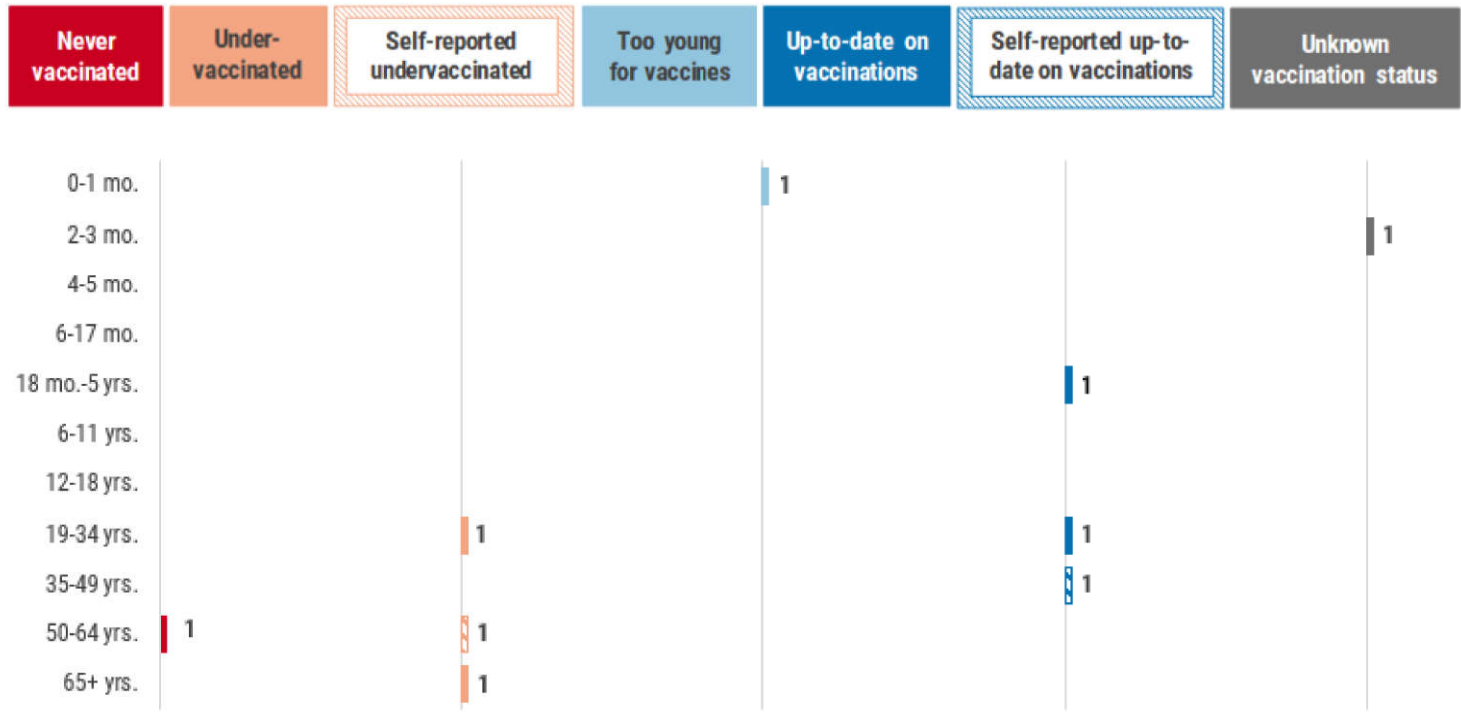 Never
vaccinated
Under-
vaccinated
Self-reported
undervaccinated
Too young
for vaccines
Up-to-date on
vaccinations
Self-reported up-to-
date on vaccinations
Unknown
vaccination status
0-1 mo. 1
2-3 mo. 1
4-5 mo.
6-17 mo.
18 mo.-5 yrs. 1
6-11 yrs.
12-18 yrs.
19-34 yrs. 1 1
35-49 yrs. 1
50-64 yrs. 1 1
65+ yrs. 1